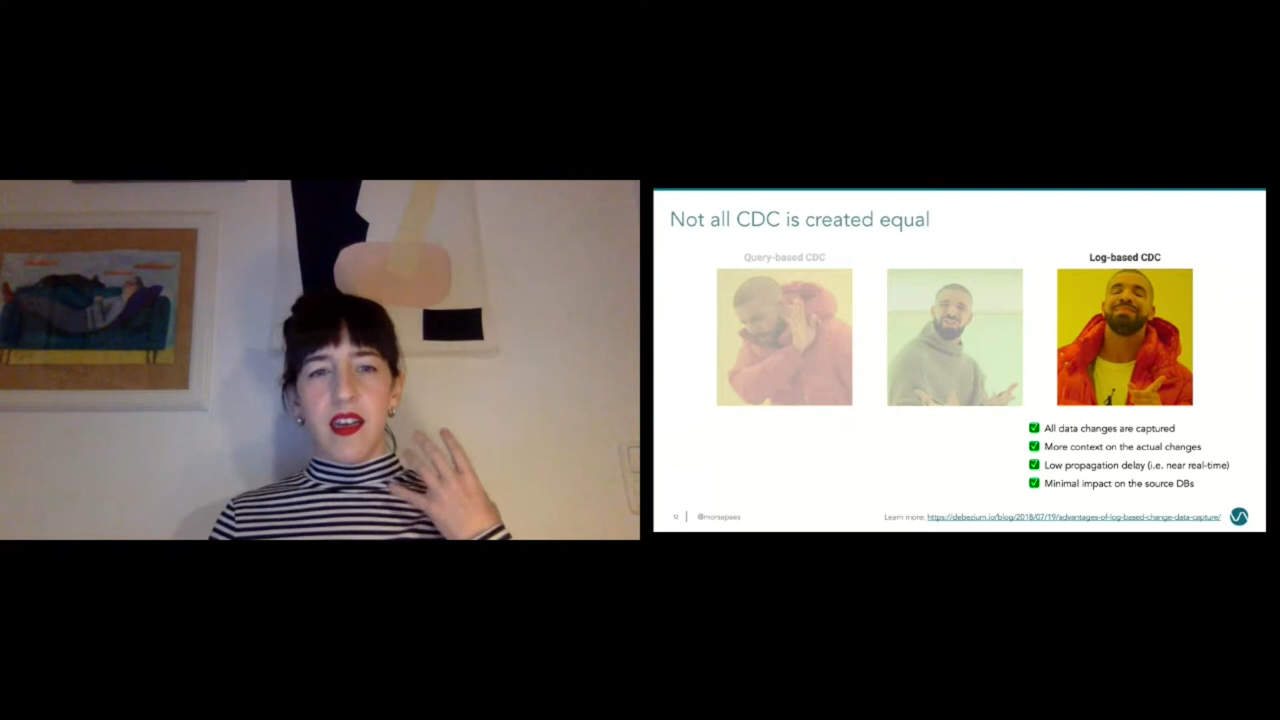 Not all CDC is created equal
Query-based CDC
Log-based CDC
✅ All data changes are captured
✅ More context on the actual changes
✅ Low propagation delay (i.e. near real-time)
✅ Minimal impact on the source DBs
12 | @morsapaes
Learn more: https://debezium.io/blog/2018/07/19/advantages-of-log-based-change-data-capture/